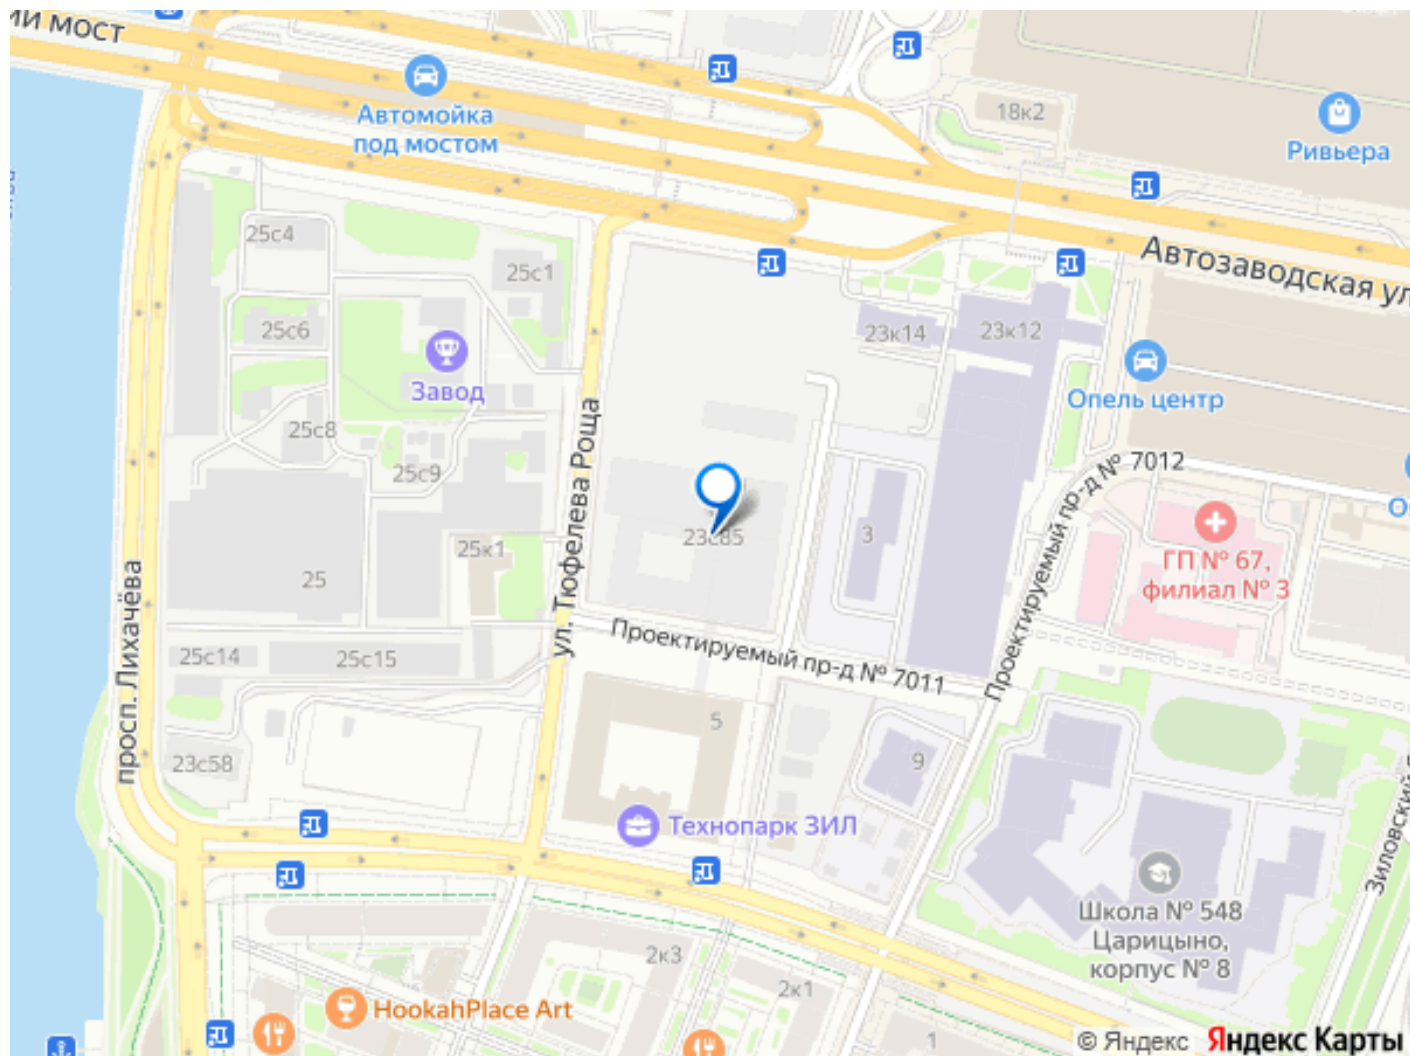 ий мост
Автомойка
под мостом
18к2
Ривьера
Автозаводская ул
25с4
25с1
25с6
Завод
23к14
23к12
Опель центр
25с8
25с9
ул. Тюфелева Роща
Проектируемый пр-д № 7012
23с85
3
25к1
25
ГП № 67,
филиал № 3
просп. Лихачёва
Проектируемый пр-д № 7011
25с14
25с15
5
9
23с58
Технопарк ЗИЛ
Зиловский
Школа № 548
Царицыно,
корпус № 8
2к3
2к1
HookahPlace Art
1
© Яндекс Яндекс Карты